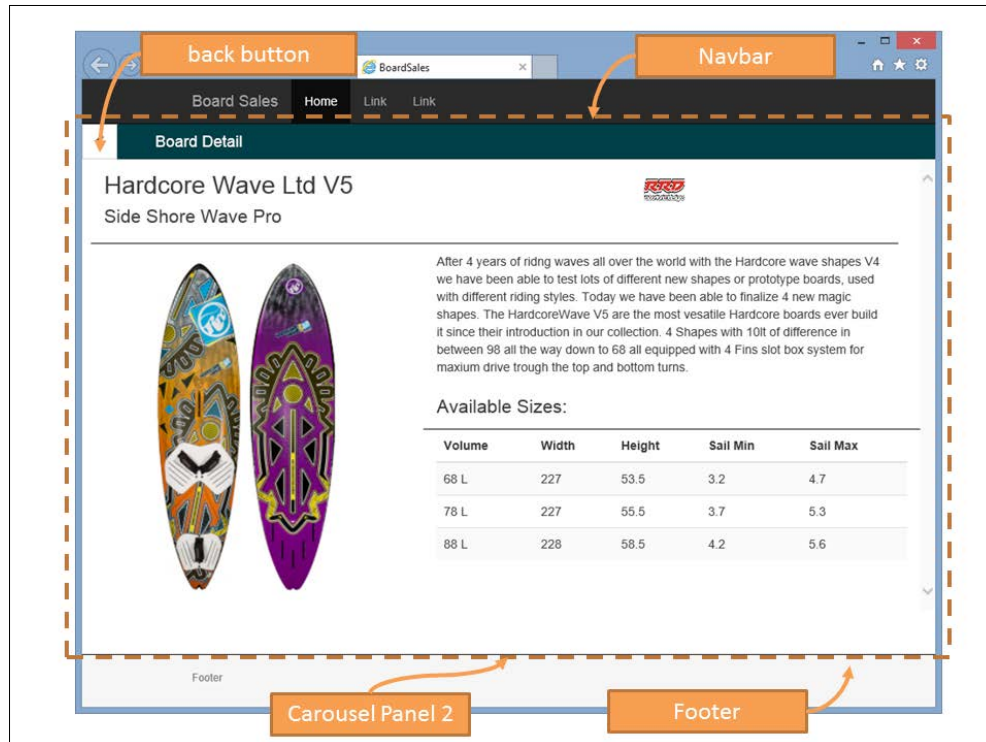 back button
Navbar
BoardSales
Board Sales Home Link Link
Board Detail
Hardcore Wave Ltd V5
RRD
Side Shore Wave Pro
After 4 years of ridng waves all over the world with the Hardcore wave shapes V4
we have been able to test lots of different new shapes or prototype boards, used
with different riding styles. Today we have been able to finalize 4 new magic
shapes. The HardcoreWave V5 are the most vesatile Hardcore boards ever build
it since their introduction in our collection. 4 Shapes with 10lt of difference in
between 98 all the way down to 68 all equipped with 4 Fins slot box system for
maxium drive trough the top and bottom turns.
Available Sizes:
Volume Width Height Sail Min Sail Max
68 L 227 53.5 3.2 4.7
78 L 227 55.5 3.7 5.3
88 L 228 58.5 4.2 5.6
Footer
Carousel Panel 2
Footer